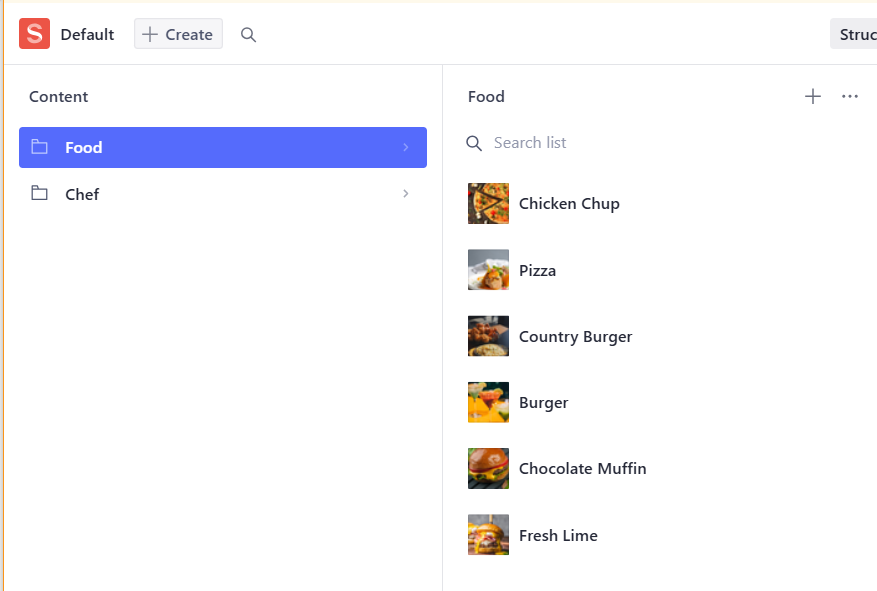 S Default + Create Struc
Content
Food
Chef
Food
Search list
Chicken Chup
Pizza
Country Burger
Burger
Chocolate Muffin
Fresh Lime